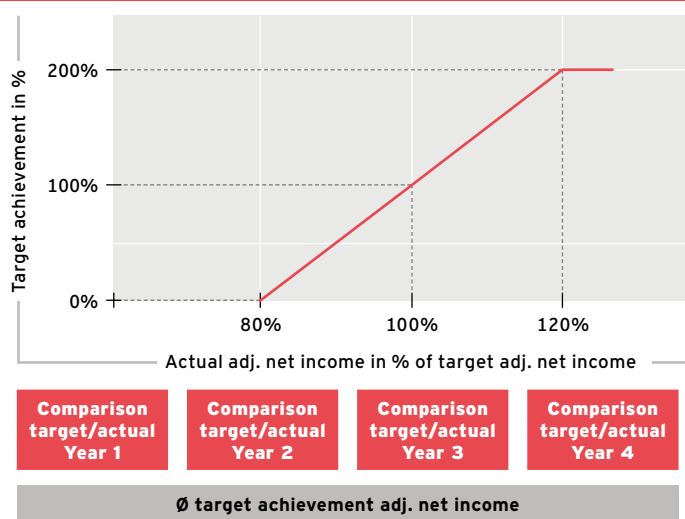 Target achievement in %
200%
100%
0%
80% 100% 120%
Actual adj. net income in % of target adj. net income
Comparison
target/actual
Year 1
Comparison
target/actual
Year 2
Comparison
target/actual
Year 3
Comparison
target/actual
Year 4
Ø target achievement adj. net income